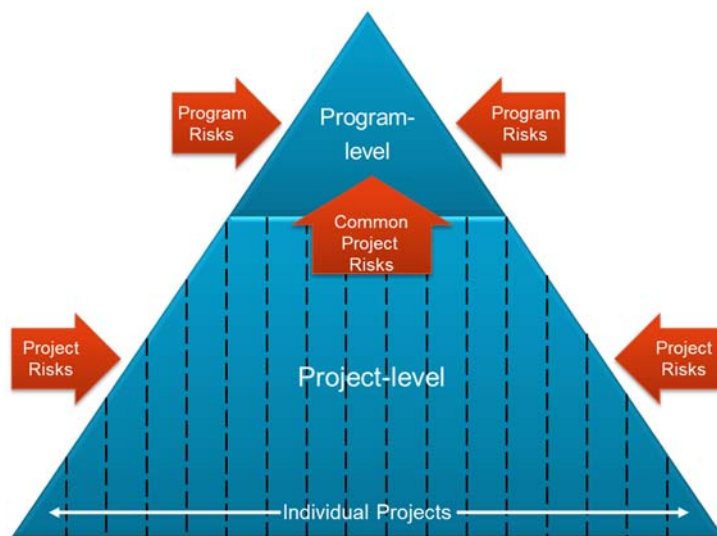 Program
Risks
Program-
level
Program
Risks
Common
Project
Risks
Project
Risks
Project-level
Project
Risks
Individual Projects